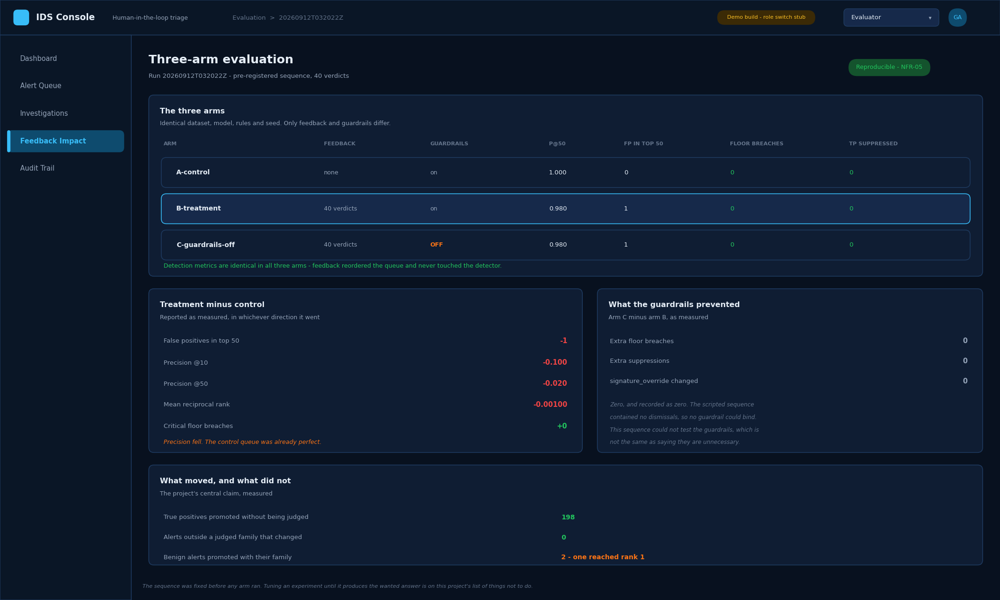 IDS Console
Human-in-the-loop triage
Evaluation > 20260912T032022Z
Demo build - role switch stub
Evaluator ▾
GA
Dashboard
Alert Queue
Investigations
Feedback Impact
Audit Trail
Three-arm evaluation
Run 20260912T032022Z - pre-registered sequence, 40 verdicts
Reproducible - NFR-05
The three arms
Identical dataset, model, rules and seed. Only feedback and guardrails differ.
ARM FEEDBACK GUARDRAILS P@50 FP IN TOP 50 FLOOR BREACHES TP SUPPRESSED
A-control none on 1.000 0 0 0
B-treatment 40 verdicts on 0.980 1 0 0
C-guardrails-off 40 verdicts OFF 0.980 1 0 0
Detection metrics are identical in all three arms - feedback reordered the queue and never touched the detector.
Treatment minus control
Reported as measured, in whichever direction it went
False positives in top 50 -1
Precision @10 -0.100
Precision @50 -0.020
Mean reciprocal rank -0.00100
Critical floor breaches +0
Precision fell. The control queue was already perfect.
What the guardrails prevented
Arm C minus arm B, as measured
Extra floor breaches 0
Extra suppressions 0
signature_override changed 0
Zero, and recorded as zero. The scripted sequence
contained no dismissals, so no guardrail could bind.
This sequence could not test the guardrails, which is
not the same as saying they are unnecessary.
What moved, and what did not
The project's central claim, measured
True positives promoted without being judged 198
Alerts outside a judged family that changed 0
Benign alerts promoted with their family 2 - one reached rank 1
The sequence was fixed before any arm ran. Tuning an experiment until it produces the wanted answer is on this project's list of things not to do.